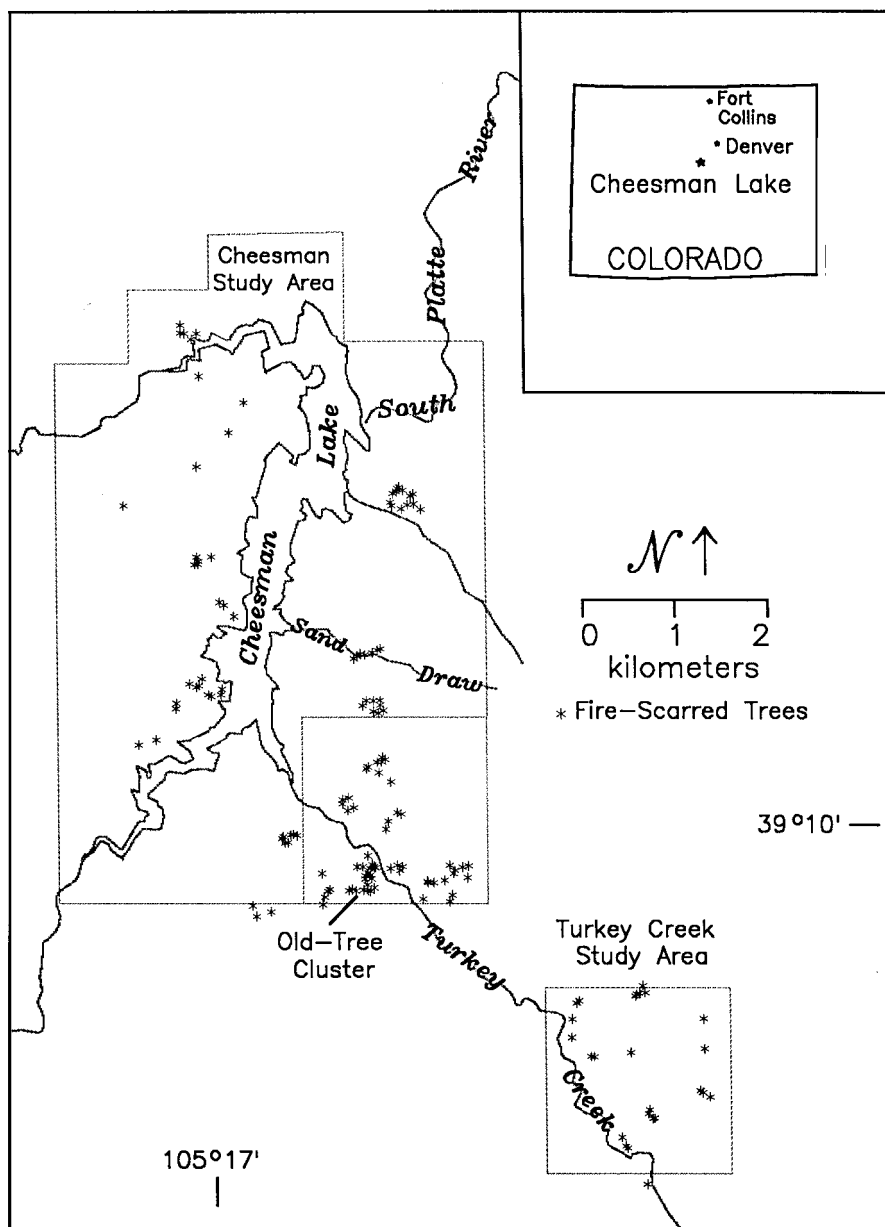 Fort
Collins
Denver
Cheesman Lake
COLORADO
River
Platte
South
Cheesman
Study Area
Lake
Cheesman
Sand
Draw
N
0 1 2
kilometers
* Fire-Scarred Trees
39°10'
Old-Tree
Cluster
Turkey
Creek
Turkey Creek
Study Area
105°17'